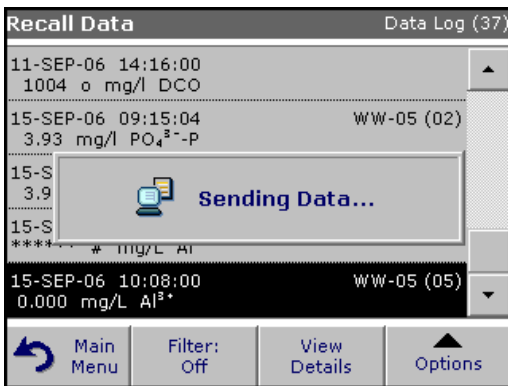 Recall Data Data Log (37)
11-SEP-06 14:16:00
1004 o mg/l DCO
15-SEP-06 09:15:04 WW-05 (02)
3.93 mg/l PO₄³⁻-P
15-S
3.9
Sending Data...
15-S
# mg/L Al
15-SEP-06 10:08:00 WW-05 (05)
0.000 mg/L Al³⁺
Main Menu
Filter: Off
View Details
Options